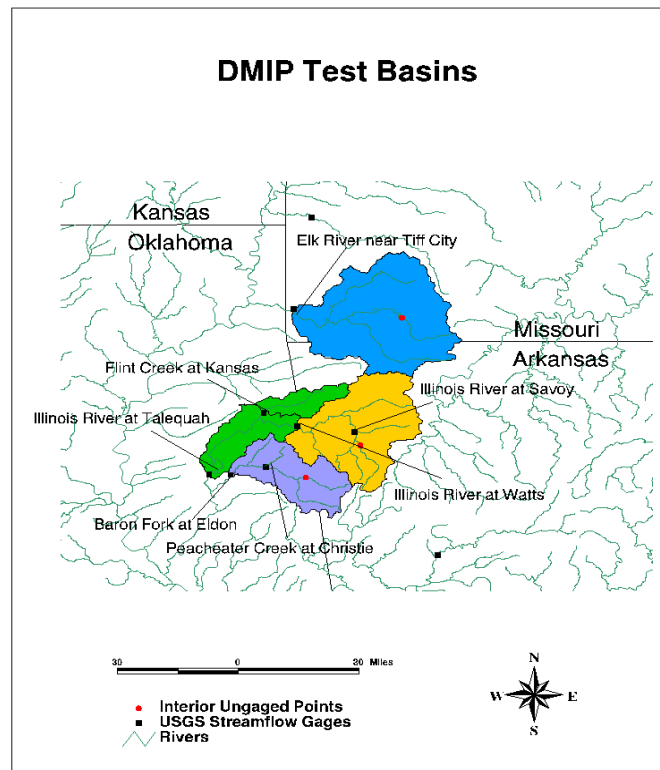 DMIP Test Basins
Kansas
Oklahoma
Elk River near Tiff City
Missouri
Arkansas
Flint Creek at Kansas
Illinois River at Savoy
Illinois River at Talequah
Illinois River at Watts
Baron Fork at Eldon
Peacheater Creek at Christie
30 0 30 Miles
Interior Ungaged Points
USGS Streamflow Gages
Rivers
N
W E
S